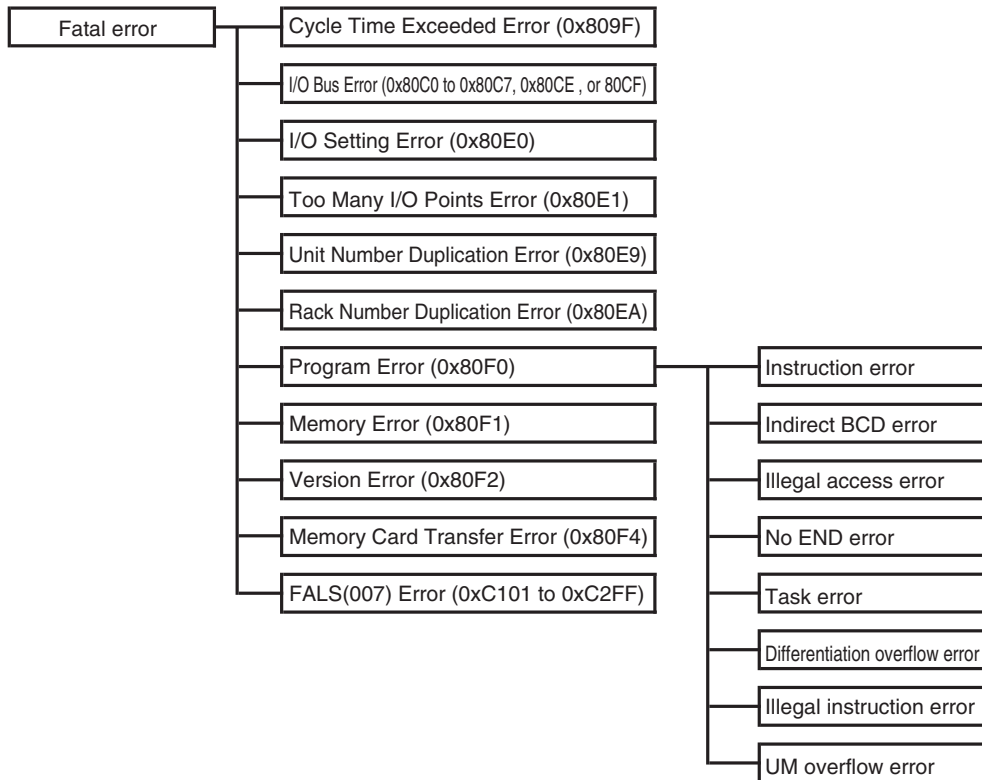 Fatal error
Cycle Time Exceeded Error (0x809F)
I/O Bus Error (0x80C0 to 0x80C7, 0x80CE , or 80CF)
I/O Setting Error (0x80E0)
Too Many I/O Points Error (0x80E1)
Unit Number Duplication Error (0x80E9)
Rack Number Duplication Error (0x80EA)
Program Error (0x80F0)
Memory Error (0x80F1)
Version Error (0x80F2)
Memory Card Transfer Error (0x80F4)
FALS(007) Error (0xC101 to 0xC2FF)
Instruction error
Indirect BCD error
Illegal access error
No END error
Task error
Differentiation overflow error
Illegal instruction error
UM overflow error